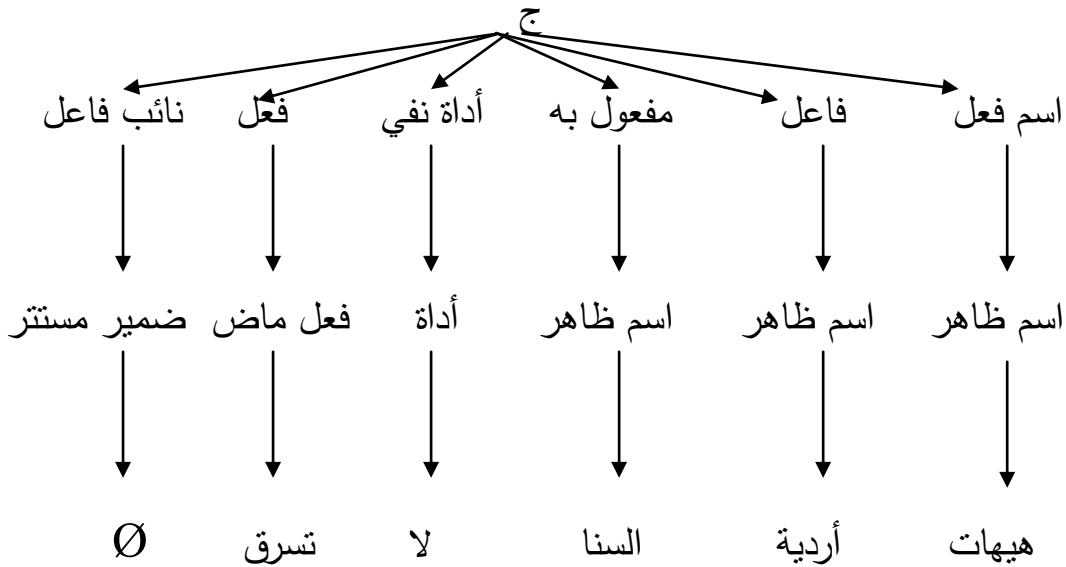 ج
اسم فعل فاعل مفعول به أداة نفي فعل نائب فاعل
اسم ظاهر اسم ظاهر اسم ظاهر أداة فعل ماض ضمير مستتر
هيهات أردية السنا لا تسرق Ø